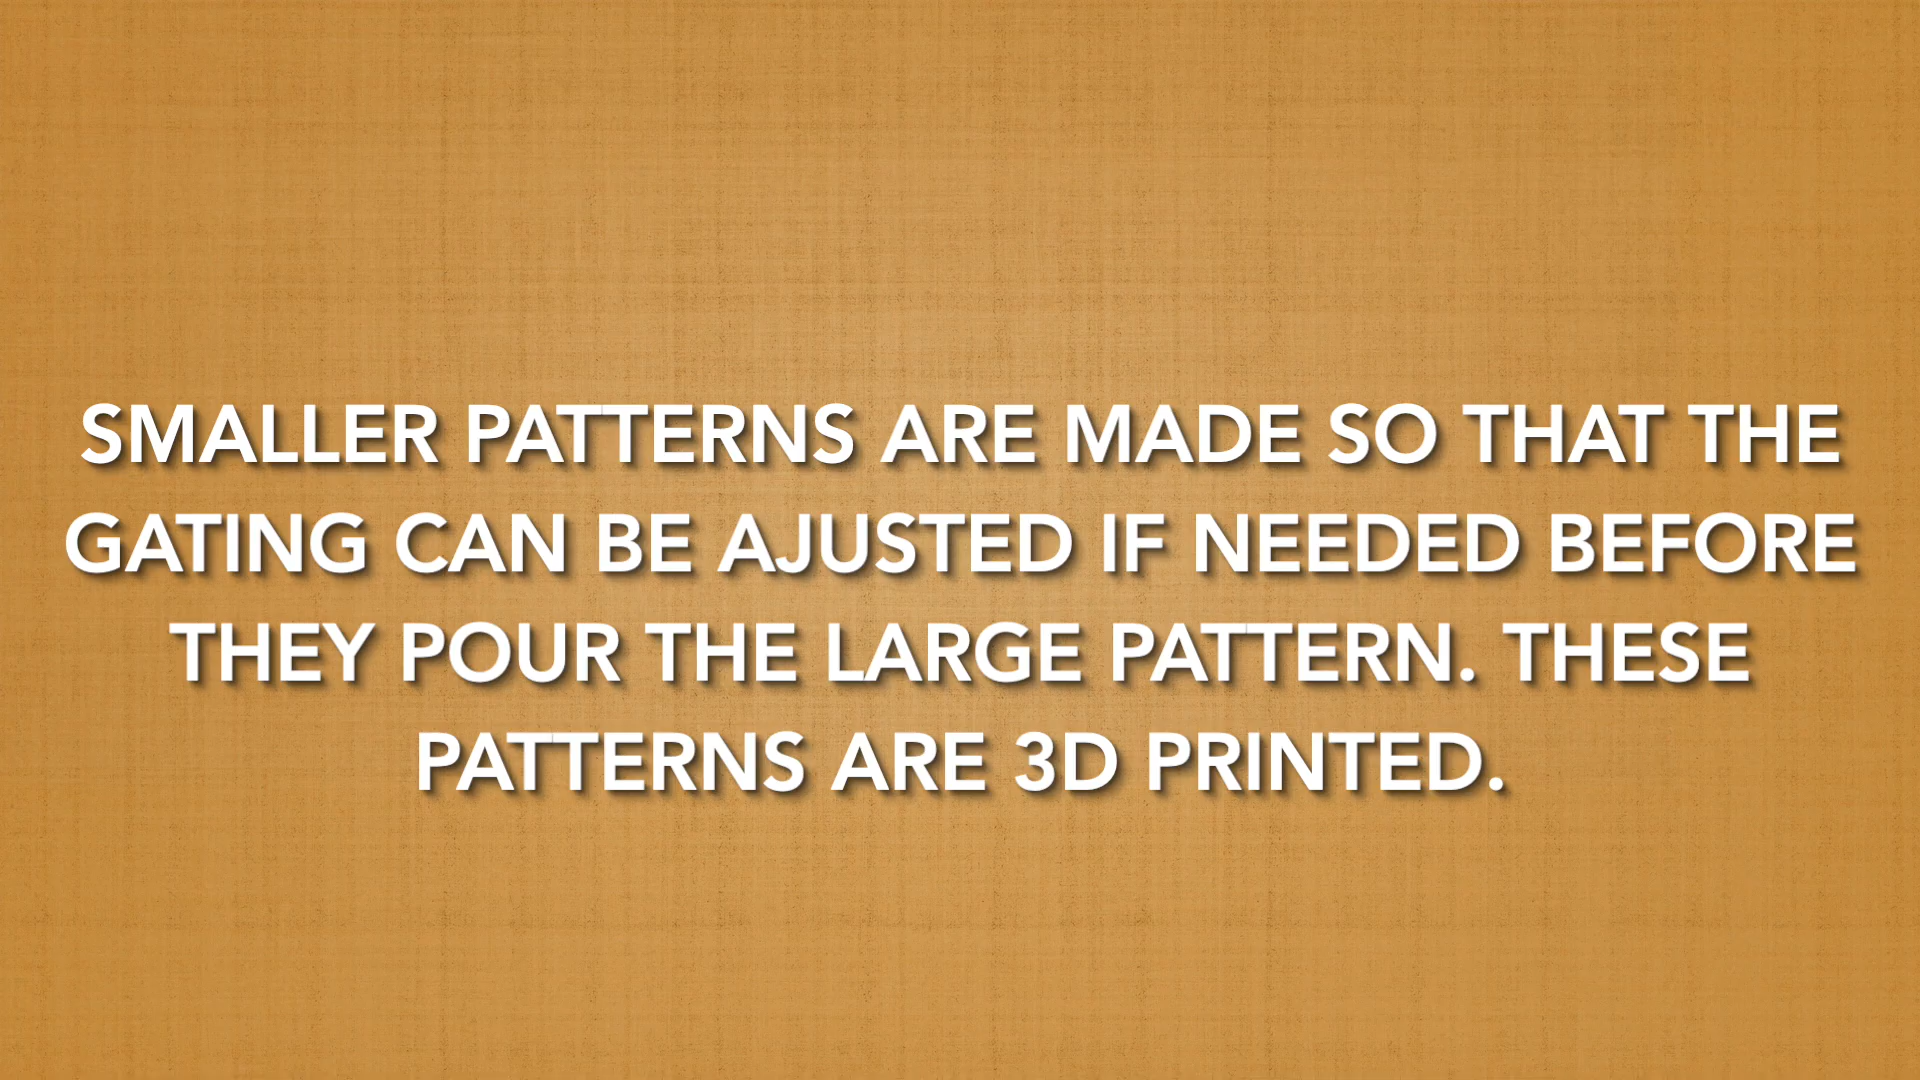 SMALLER PATTERNS ARE MADE SO THAT THE
GATING CAN BE AJUSTED IF NEEDED BEFORE
THEY POUR THE LARGE PATTERN. THESE
PATTERNS ARE 3D PRINTED.